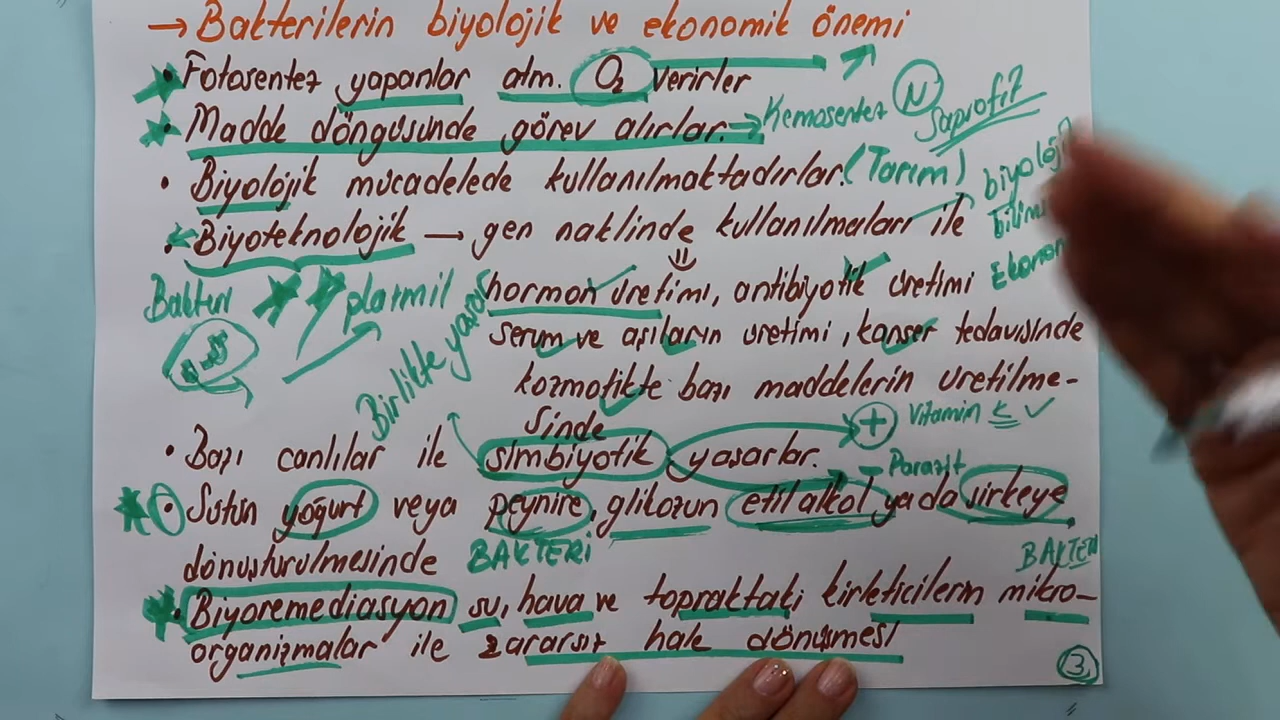 → Bakterilerin biyolojik ve ekonomik önemi
• Fotosentez yapanlar atm. O₂ verirler
• Madde döngüsünde görev alırlar. → Kemosentez N Saprofit
• Biyolojik mücadelede kullanılmaktadırlar. (Tarım)
• Biyoteknolojik → gen naklinde kullanılmaları ile
Bakteri plazmit hormon üretimi, antibiyotik üretimi
serum ve aşıların üretimi, kanser tedavisinde
kozmotikte bazı maddelerin üretilme-
sinde + Vitamin K ✓
Birlikte yaşam
• Bazı canlılar ile simbiyotik yaşarlar. - Parazit
• Sütün yoğurt veya peynire, glikozun etil alkol ya da sirkeye
dönüştürülmesinde BAKTERİ
• Biyoremediasyon su, hava ve topraktaki kirleticilerin mikro-
organizmalar ile zararsız hale dönüşmesi
3